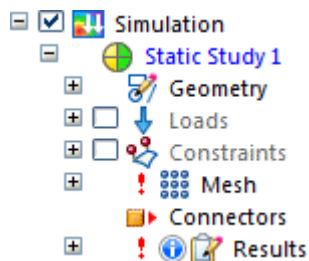 Simulation
Static Study 1
Geometry
Loads
Constraints
Mesh
Connectors
Results